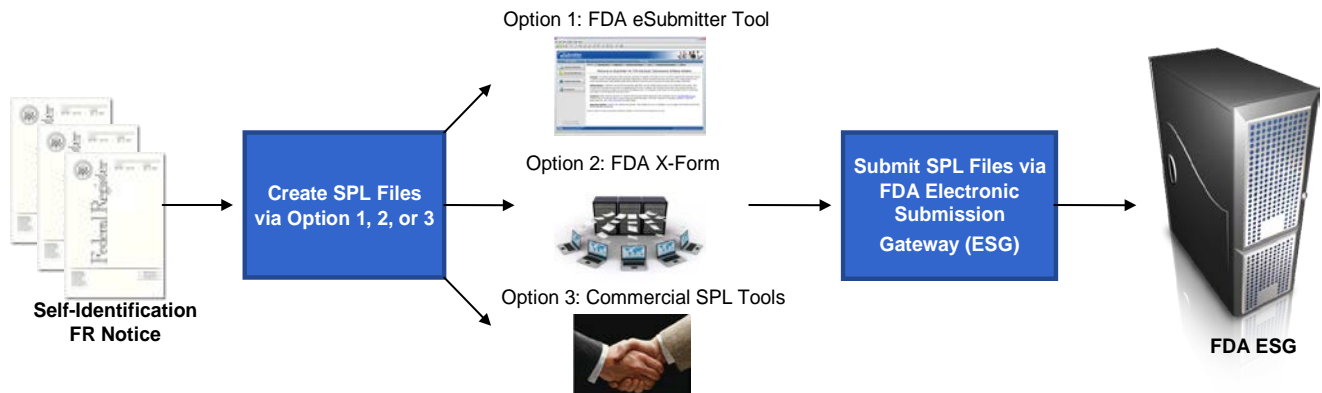 Option 1: FDA eSubmitter Tool
Federal Register
Self-Identification
FR Notice
Create SPL Files
via Option 1, 2, or 3
Option 2: FDA X-Form
Option 3: Commercial SPL Tools
Submit SPL Files via
FDA Electronic
Submission
Gateway (ESG)
FDA ESG